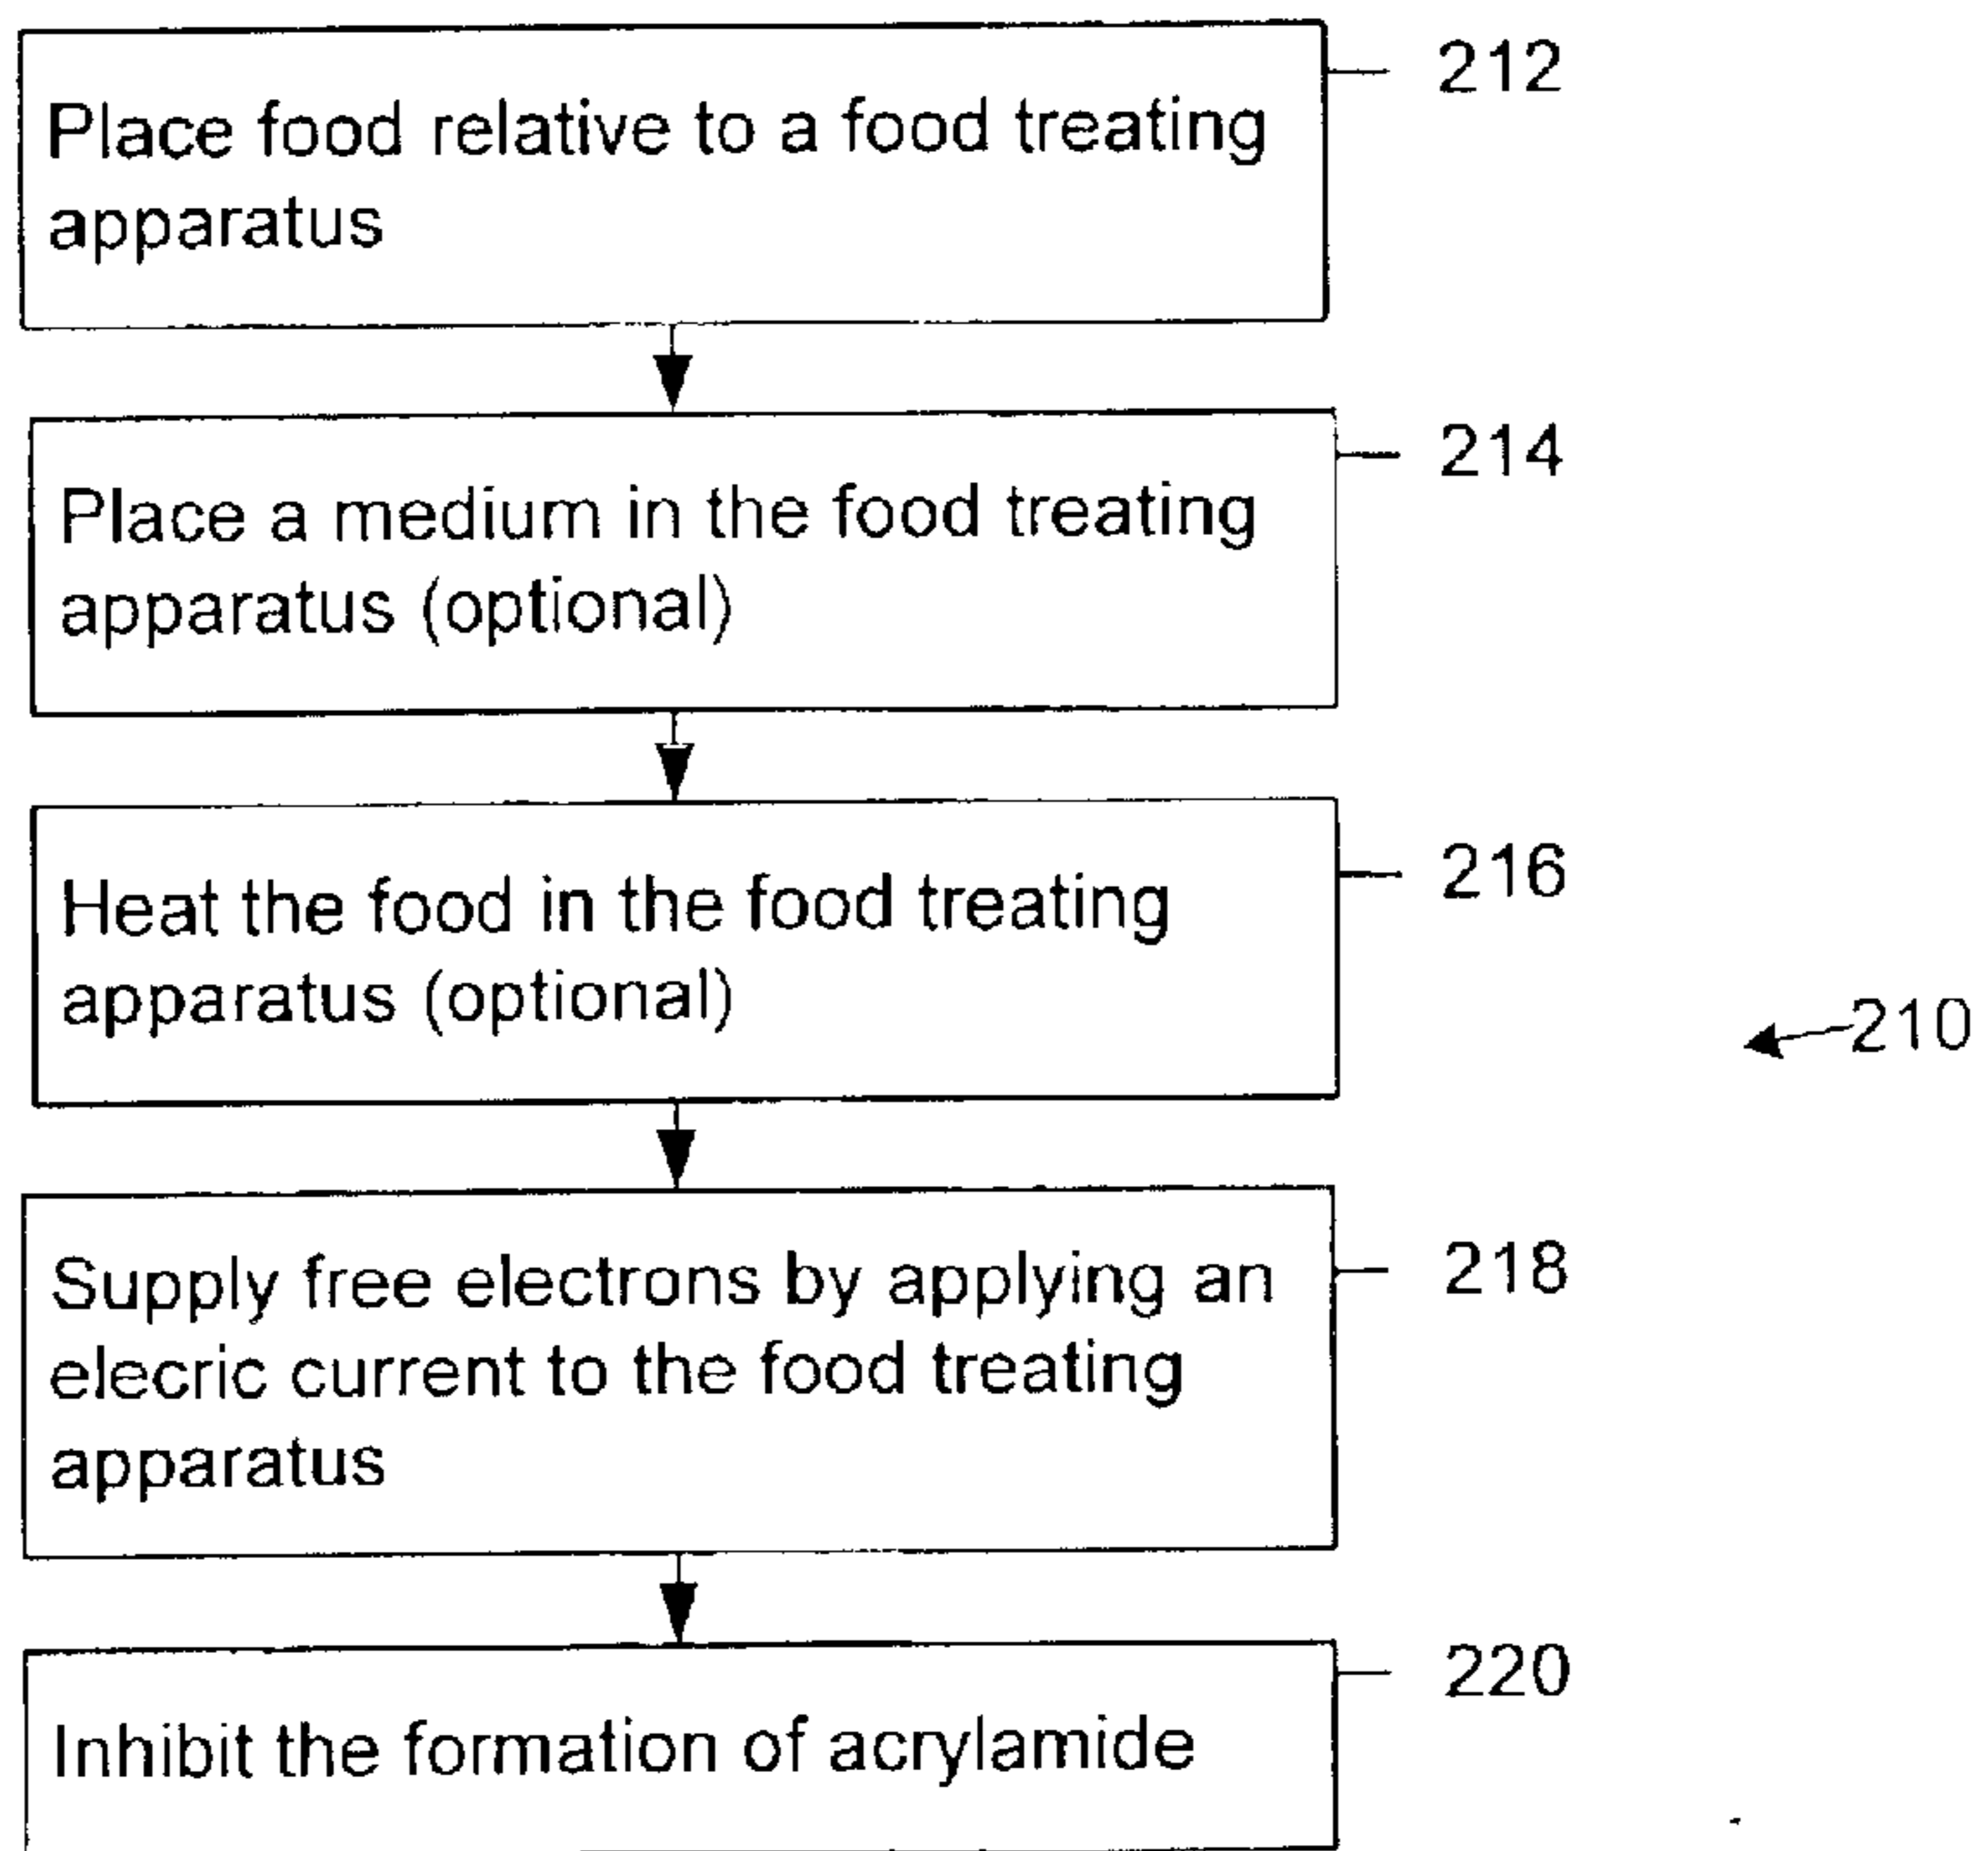 Place food relative to a food treating
apparatus
212
Place a medium in the food treating
apparatus (optional)
214
Heat the food in the food treating
apparatus (optional)
216
210
Supply free electrons by applying an
elecric current to the food treating
apparatus
218
Inhibit the formation of acrylamide
220